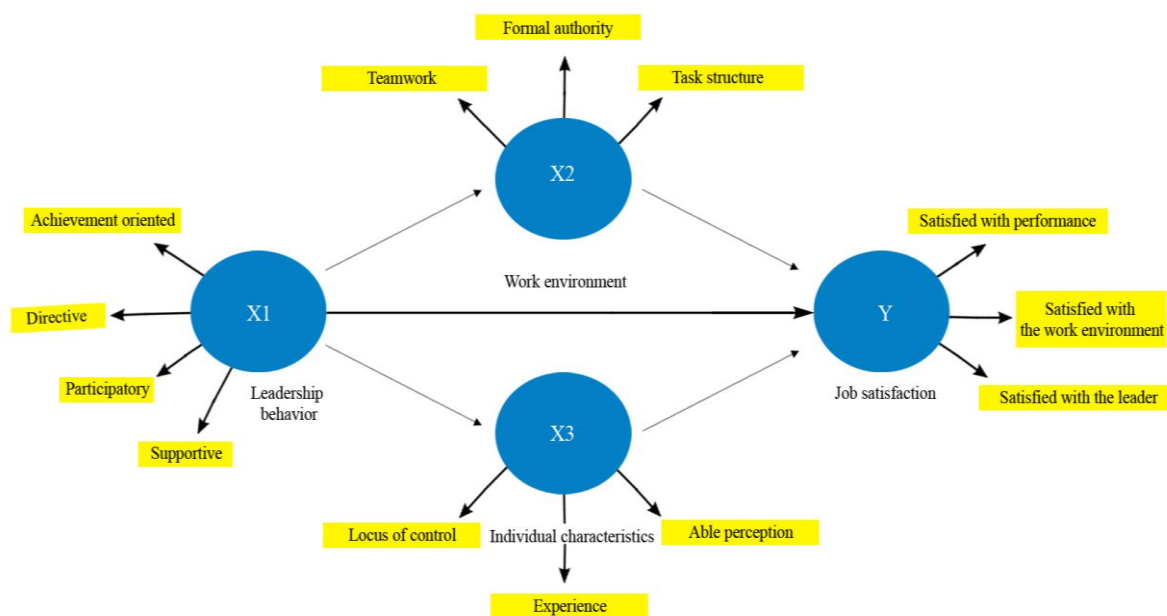 Formal authority
Teamwork
Task structure
X2
Achievement oriented
Satisfied with performance
Work environment
X1
Y
Directive
Satisfied with
the work environment
Participatory
Leadership
behavior
Job satisfaction
Satisfied with the leader
X3
Supportive
Locus of control
Individual characteristics
Able perception
Experience